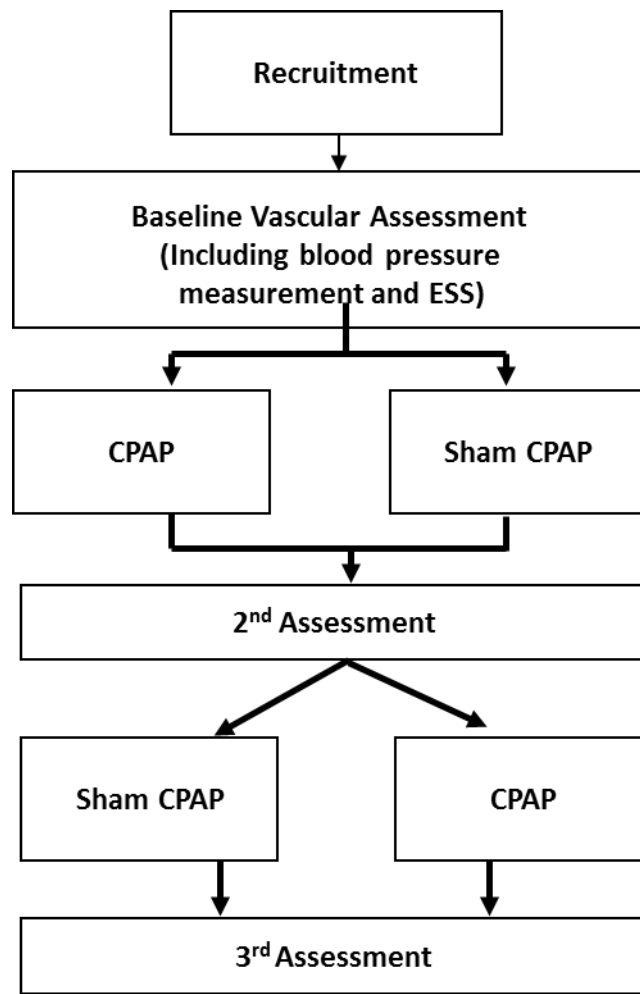 Recruitment
Baseline Vascular Assessment
(Including blood pressure
measurement and ESS)
CPAP
Sham CPAP
2nd Assessment
Sham CPAP
CPAP
3rd Assessment